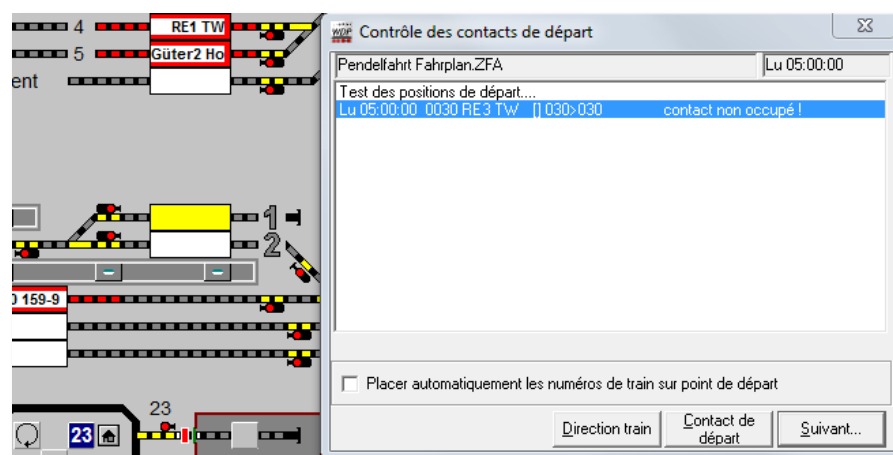 4 RE1 TW
5 Güter2 Ho
ent
1
2
0 159-9
23
23
WDP Contrôle des contacts de départ
Pendelfahrt Fahrplan.ZFA Lu 05:00:00
Test des positions de départ....
Lu 05:00:00 0030 RE3 TW [] 030>030 contact non occupé !
Placer automatiquement les numéros de train sur point de départ
Direction train
Contact de
départ
Suivant...